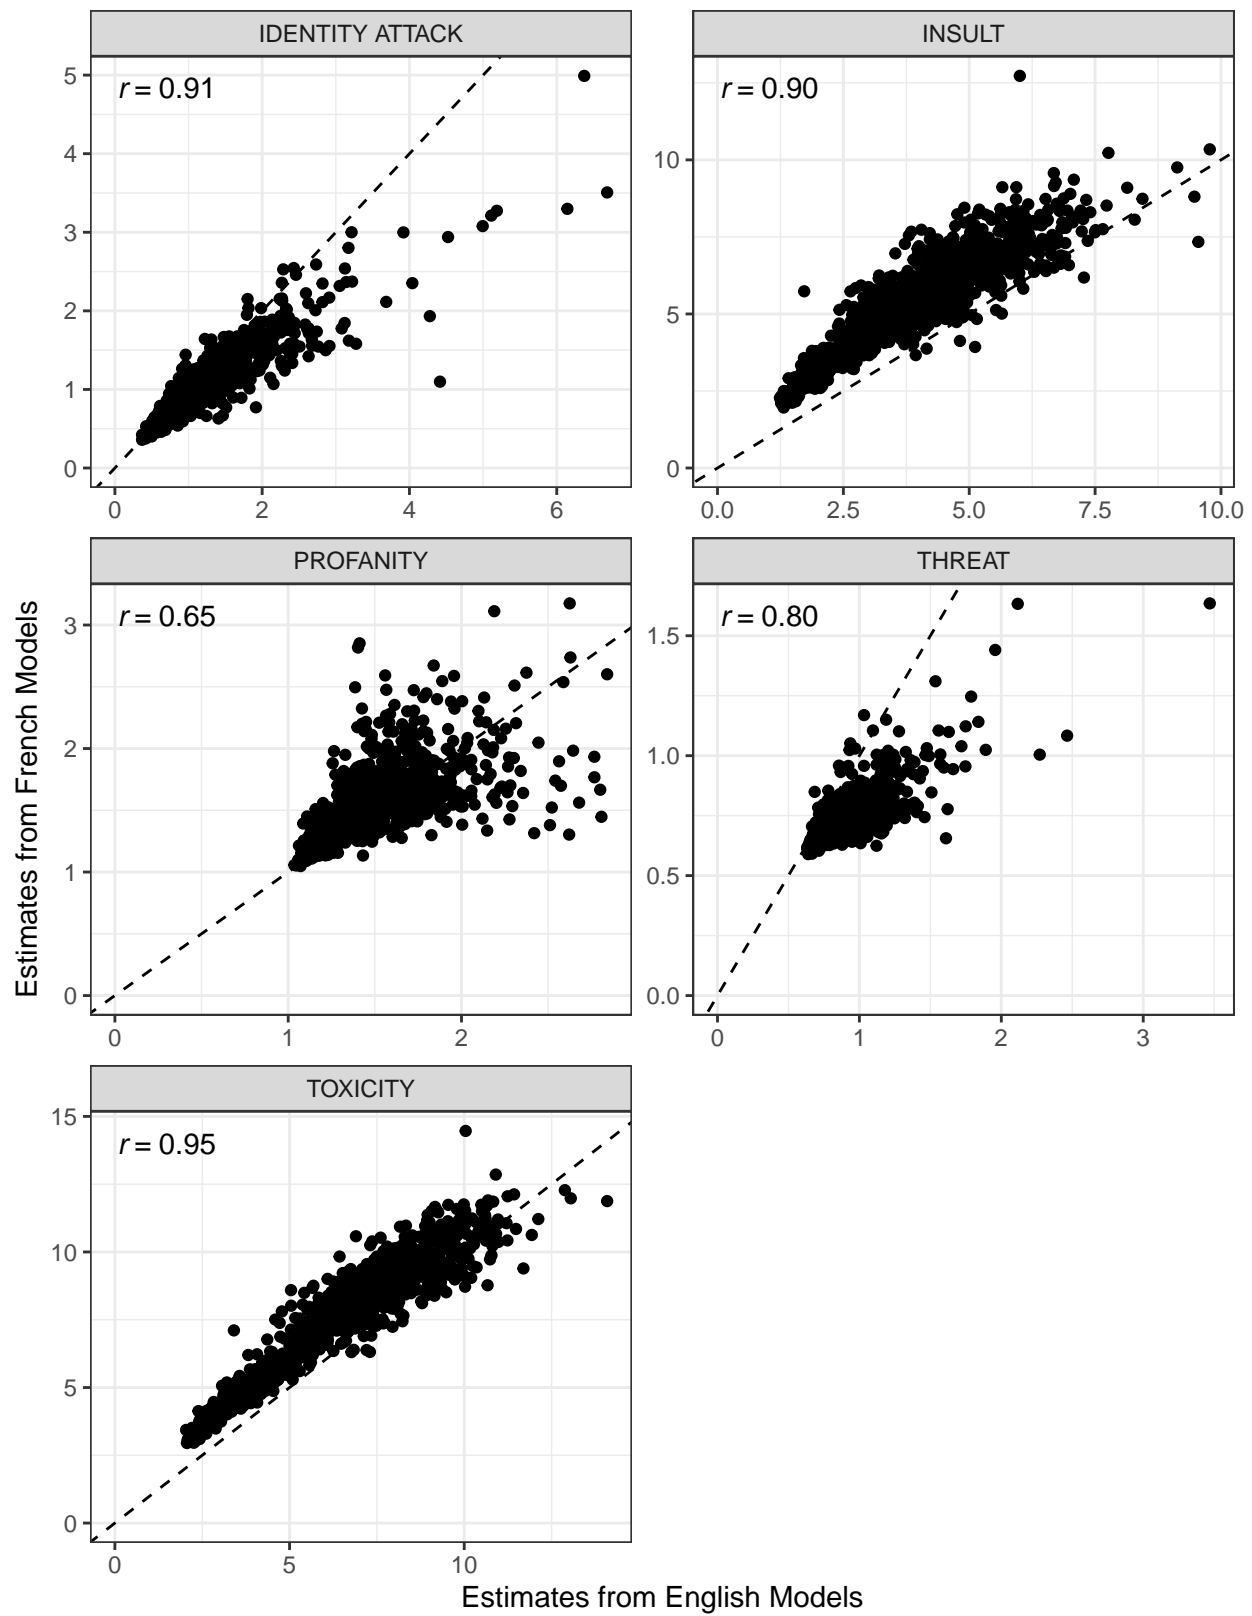 IDENTITY ATTACK
r = 0.91
5
4
3
2
1
0
0 2 4 6
INSULT
r = 0.90
10
5
0
0.0 2.5 5.0 7.5 10.0
PROFANITY
r = 0.65
3
2
1
0
0 1 2
THREAT
r = 0.80
1.5
1.0
0.5
0.0
0 1 2 3
TOXICITY
r = 0.95
15
10
5
0
0 5 10
Estimates from French Models
Estimates from English Models